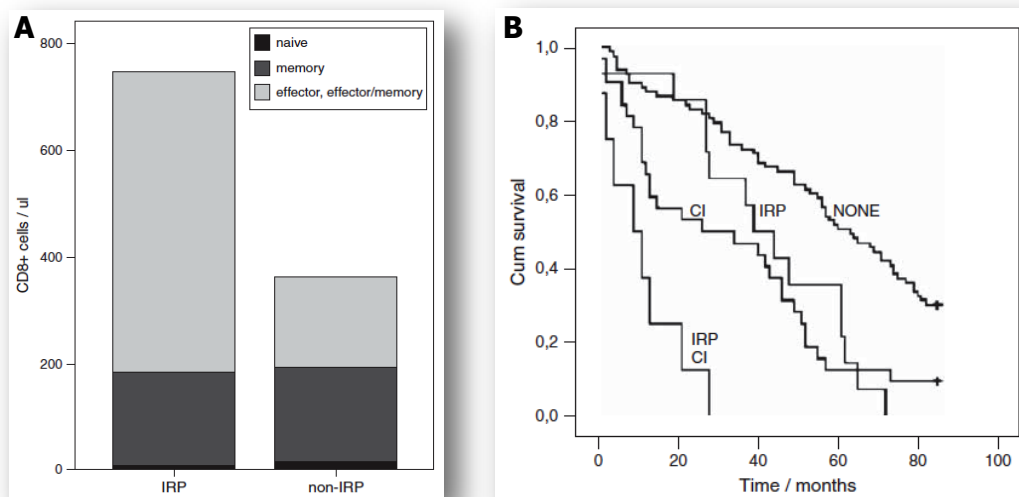 A
800
600
400
200
0
CD8+ cells / ul
naive
memory
effector, effector/memory
IRP
non-IRP
B
1,0
0,8
0,6
0,4
0,2
0,0
Cum survival
CI
IRP
NONE
IRP
CI
0 20 40 60 80 100
Time / months